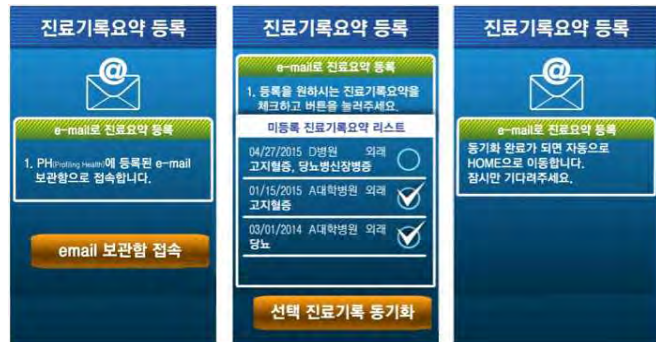 진료기록요약 등록
@
e-mail로 진료요약 등록
1. PH(Profiling Health)에 등록된 e-mail
보관함으로 접속합니다.
email 보관함 접속
진료기록요약 등록
e-mail로 진료요약 등록
1. 등록을 원하시는 진료기록요약을
체크하고 버튼을 눌러주세요.
미등록 진료기록요약 리스트
04/27/2015 D병원 외래
고지혈증, 당뇨병신장병증
01/15/2015 A대학병원 외래
고지혈증
03/01/2014 A대학병원 외래
당뇨
선택 진료기록 동기화
진료기록요약 등록
@
e-mail로 진료요약 등록
동기화 완료가 되면 자동으로
HOME으로 이동합니다.
잠시만 기다려주세요.